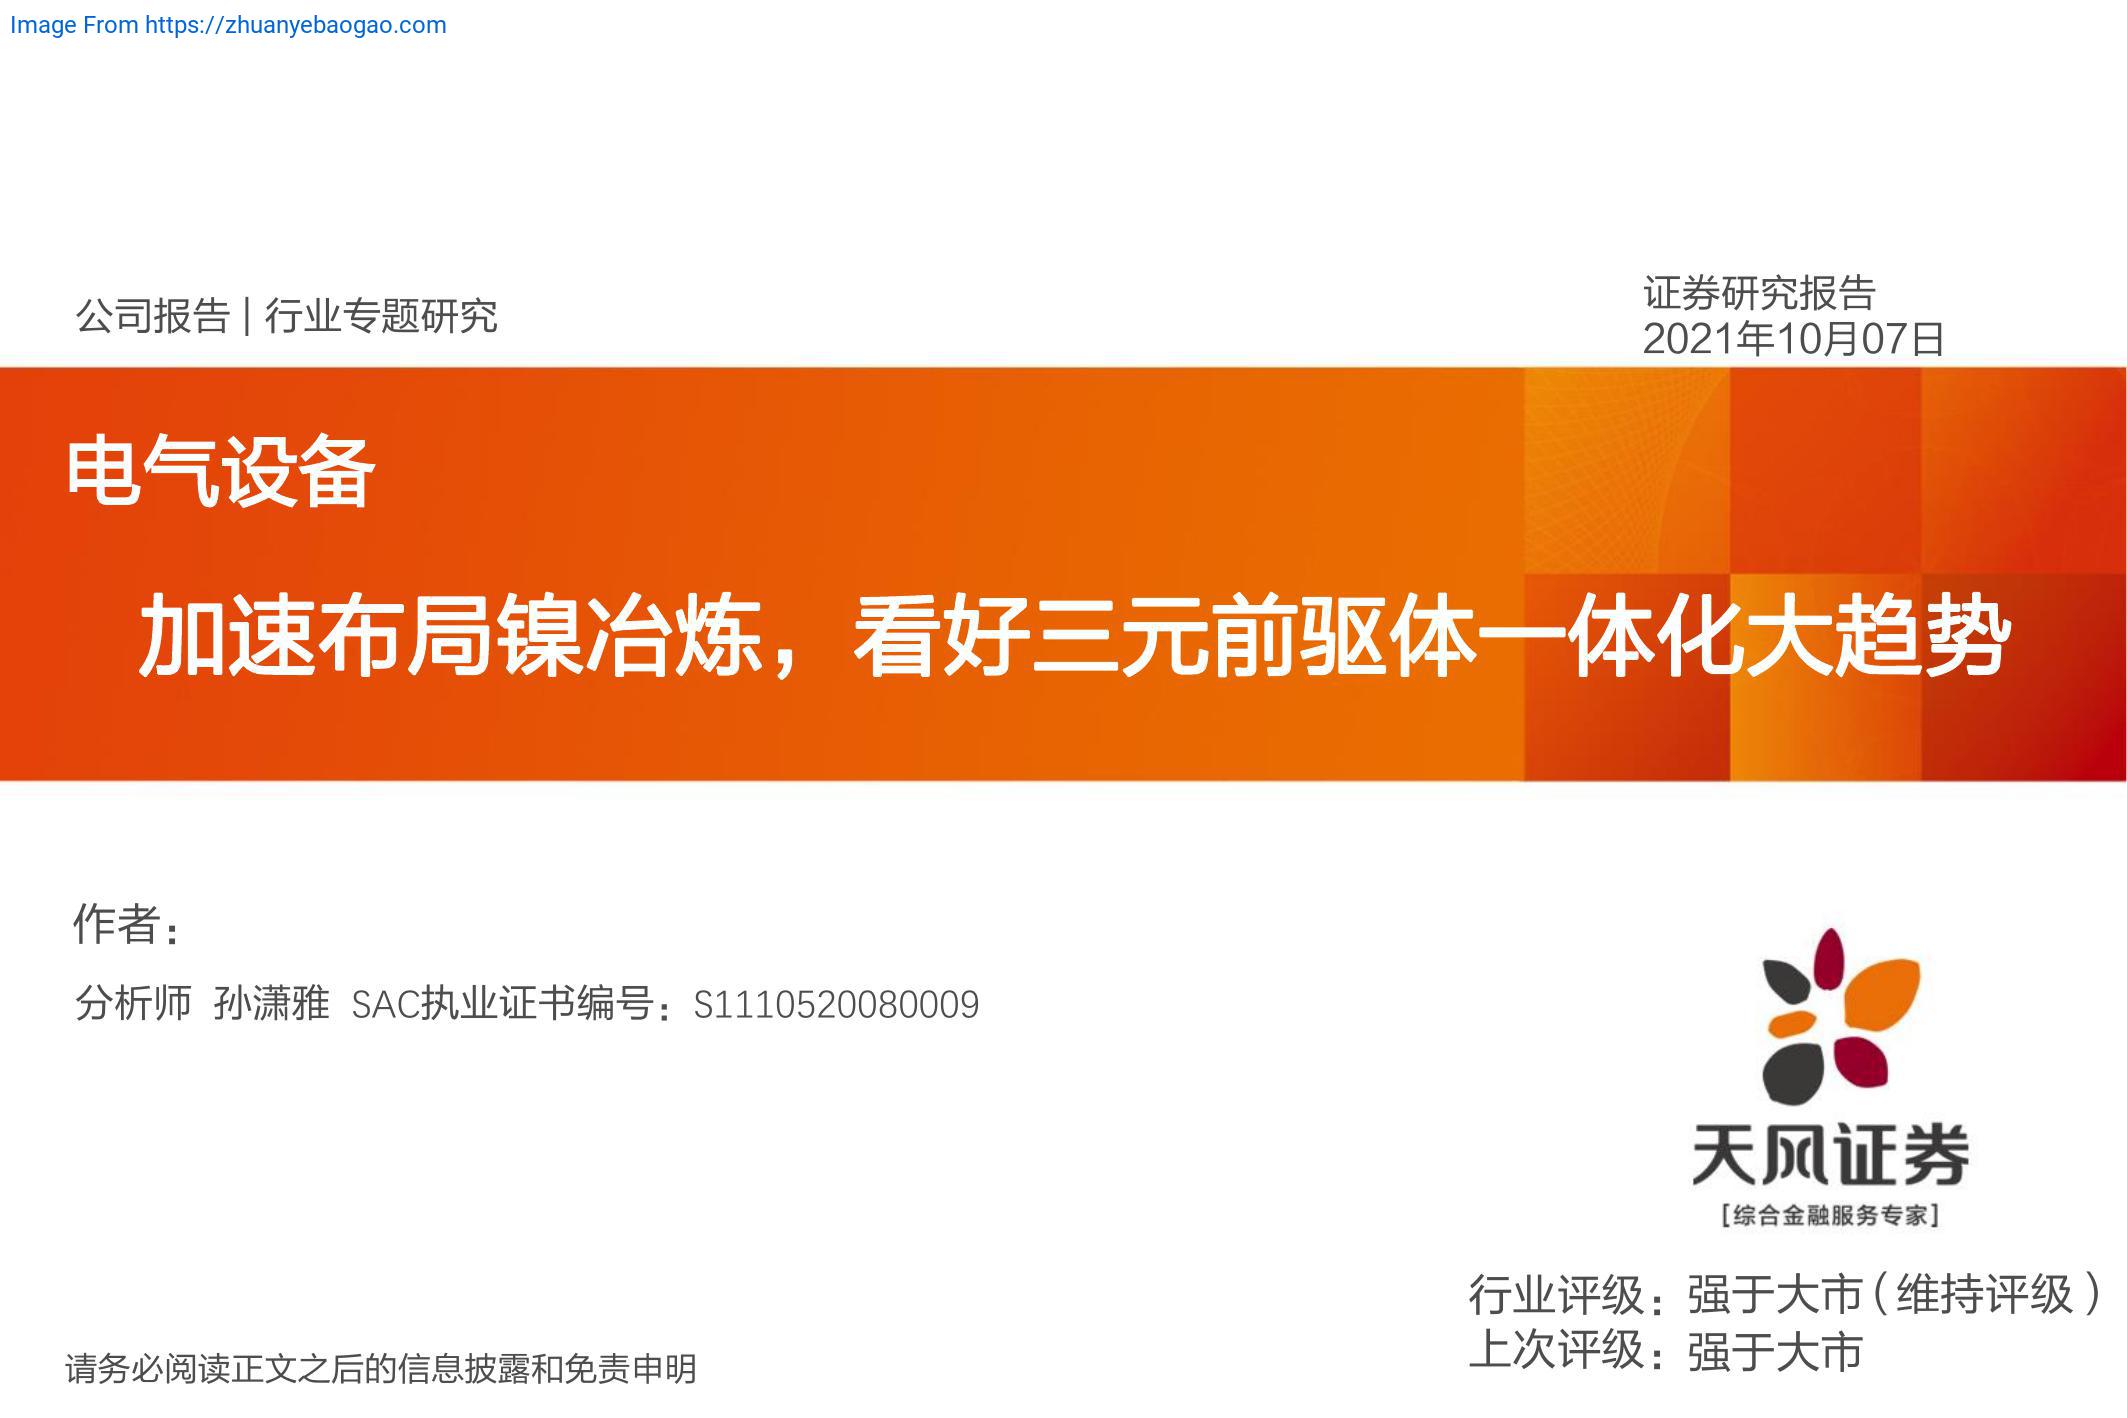 Image From https://zhuanyebaogao.com
公司报告 | 行业专题研究
证券研究报告
2021年10月07日
电气设备
加速布局镍冶炼，看好三元前驱体一体化大趋势
作者：
分析师 孙潇雅 SAC执业证书编号：S1110520080009
天风证券
[综合金融服务专家]
行业评级：强于大市（维持评级）
上次评级：强于大市
请务必阅读正文之后的信息披露和免责申明